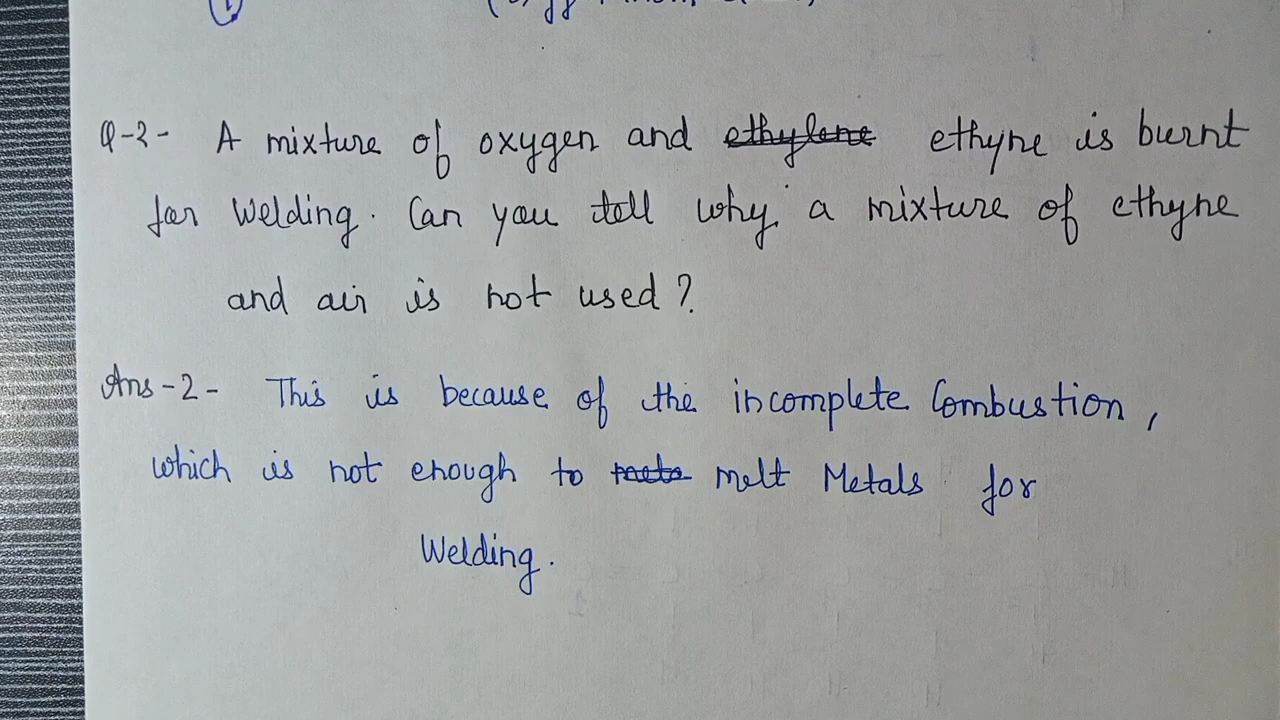 Q-2- A mixture of oxygen and ethylene ethyne is burnt
for Welding. Can you tell why a mixture of ethyne
and air is not used?
Ans-2- This is because of the incomplete Combustion,
which is not enough to melt Metals for
Welding.